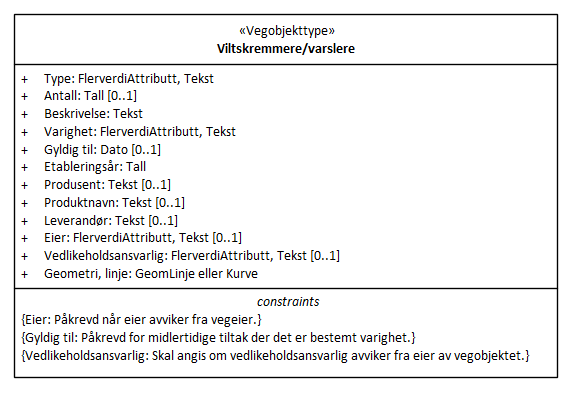 «Vegobjekttype»
Viltskremmere/varslere
+ Type: FlerverdiAttributt, Tekst
+ Antall: Tall [0..1]
+ Beskrivelse: Tekst
+ Varighet: FlerverdiAttributt, Tekst
+ Gyldig til: Dato [0..1]
+ Etableringsår: Tall
+ Produsent: Tekst [0..1]
+ Produktnavn: Tekst [0..1]
+ Leverandør: Tekst [0..1]
+ Eier: FlerverdiAttributt, Tekst [0..1]
+ Vedlikeholdsansvarlig: FlerverdiAttributt, Tekst [0..1]
+ Geometri, linje: GeomLinje eller Kurve
constraints
{Eier: Påkrevd når eier avviker fra vegeier.}
{Gyldig til: Påkrevd for midlertidige tiltak der det er bestemt varighet.}
{Vedlikeholdsansvarlig: Skal angis om vedlikeholdsansvarlig avviker fra eier av vegobjektet.}